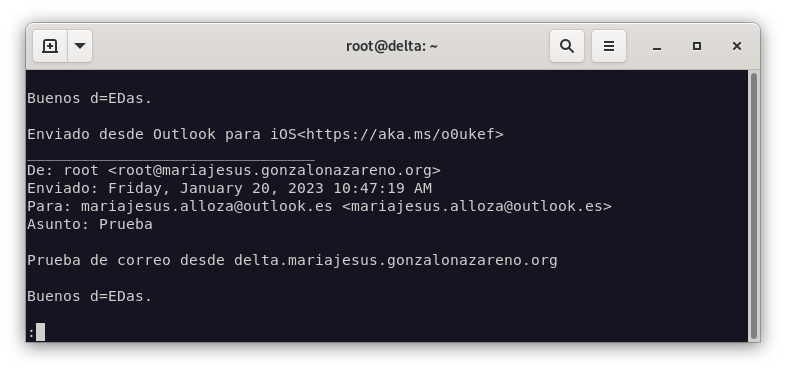 root@delta: ~
Buenos d=EDas.
Enviado desde Outlook para iOS<https://aka.ms/o0ukef>
________________________________
De: root <root@mariajesus.gonzalonazareno.org>
Enviado: Friday, January 20, 2023 10:47:19 AM
Para: mariajesus.alloza@outlook.es <mariajesus.alloza@outlook.es>
Asunto: Prueba
Prueba de correo desde delta.mariajesus.gonzalonazareno.org
Buenos d=EDas.
: